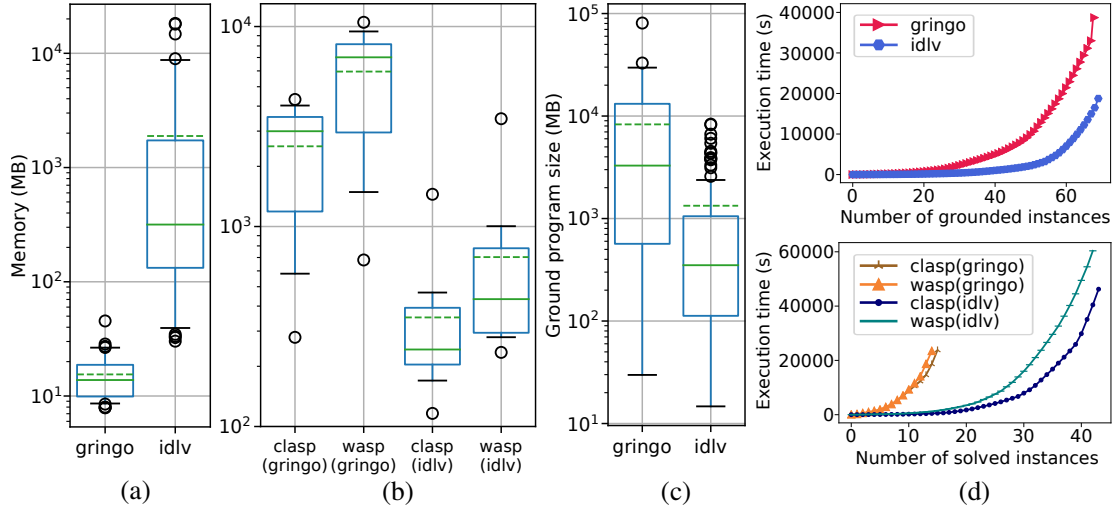 Memory (MB)
10^4
10^3
10^2
10^1
gringo
idlv
(a)
10^4
10^3
10^2
clasp
(gringo)
wasp
(gringo)
clasp
(idlv)
wasp
(idlv)
(b)
Ground program size (MB)
10^5
10^4
10^3
10^2
10^1
gringo
idlv
(c)
Execution time (s)
40000
30000
20000
10000
0
gringo
idlv
0
20
40
60
Number of grounded instances
Execution time (s)
60000
40000
20000
0
clasp(gringo)
wasp(gringo)
clasp(idlv)
wasp(idlv)
0
10
20
30
40
Number of solved instances
(d)